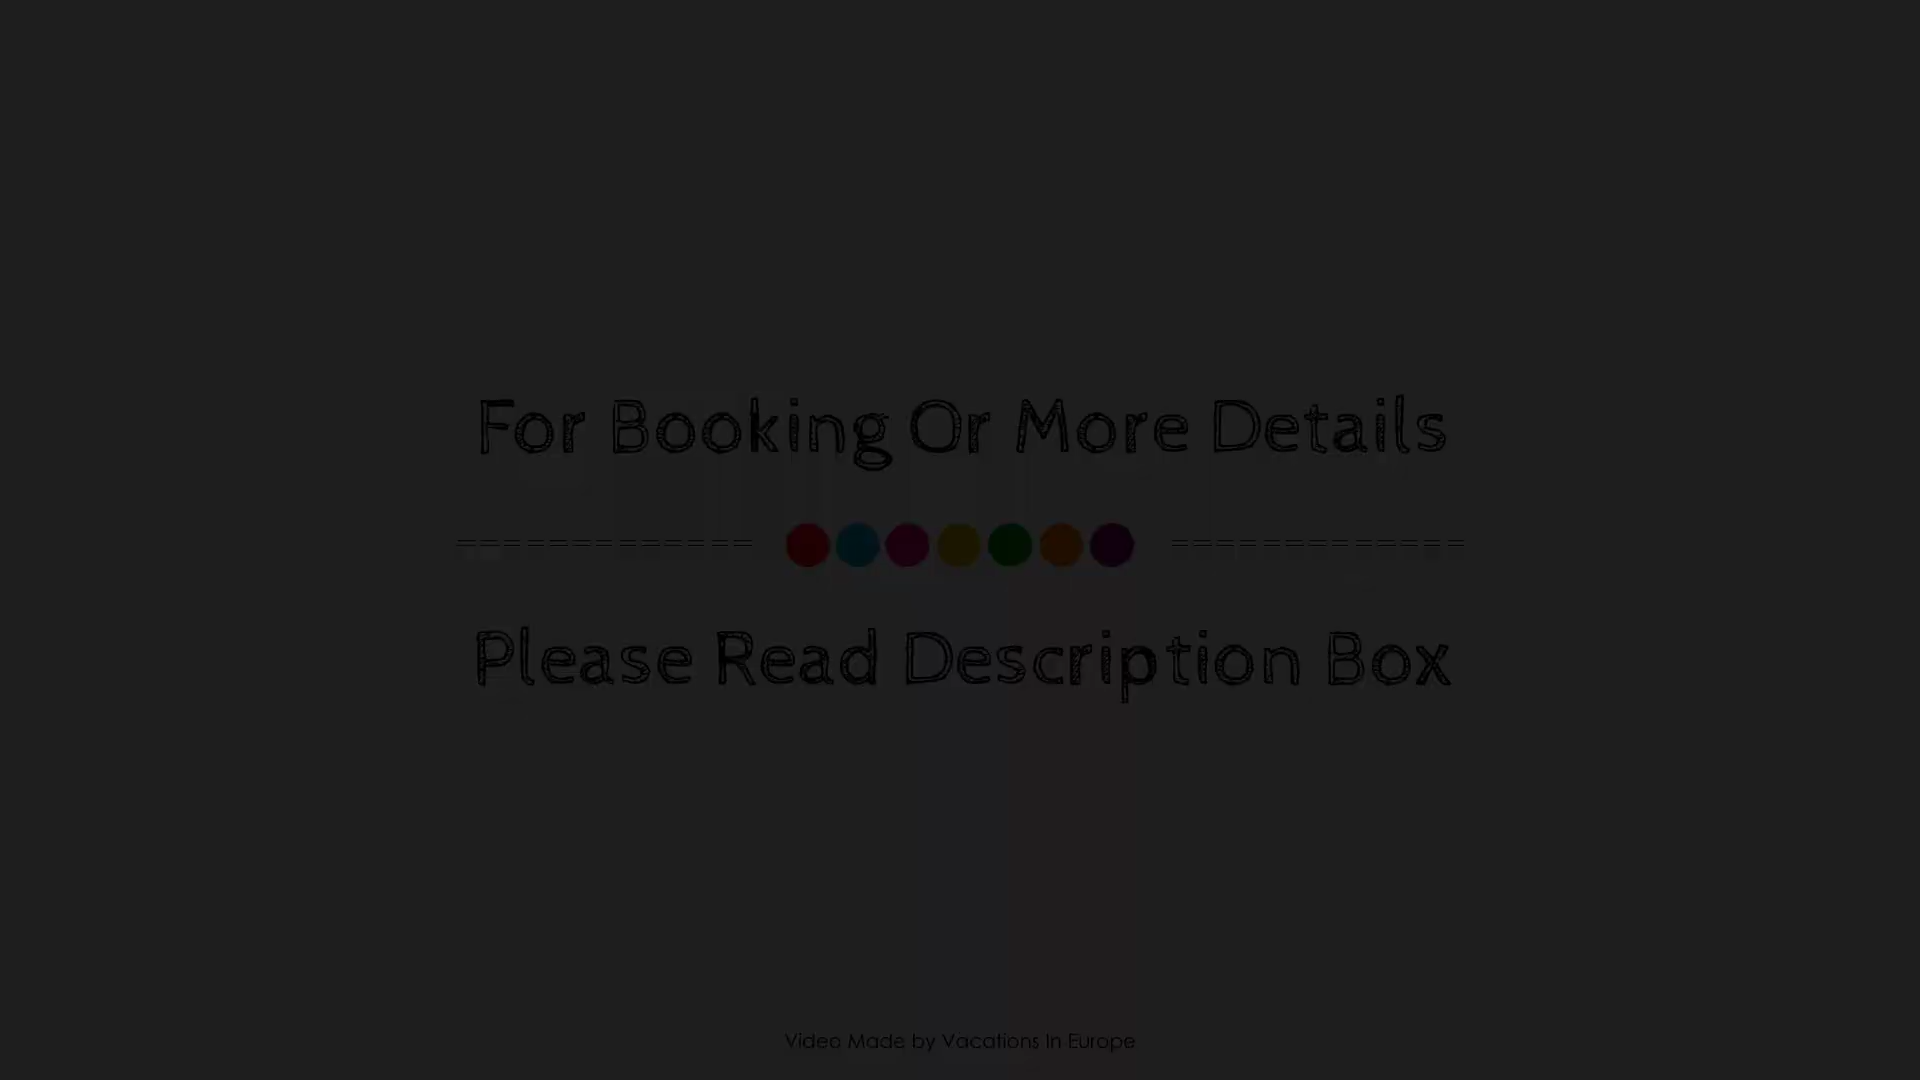 For Booking Or More Details
============= =============
Please Read Description Box
Video Made by Vacations In Europe